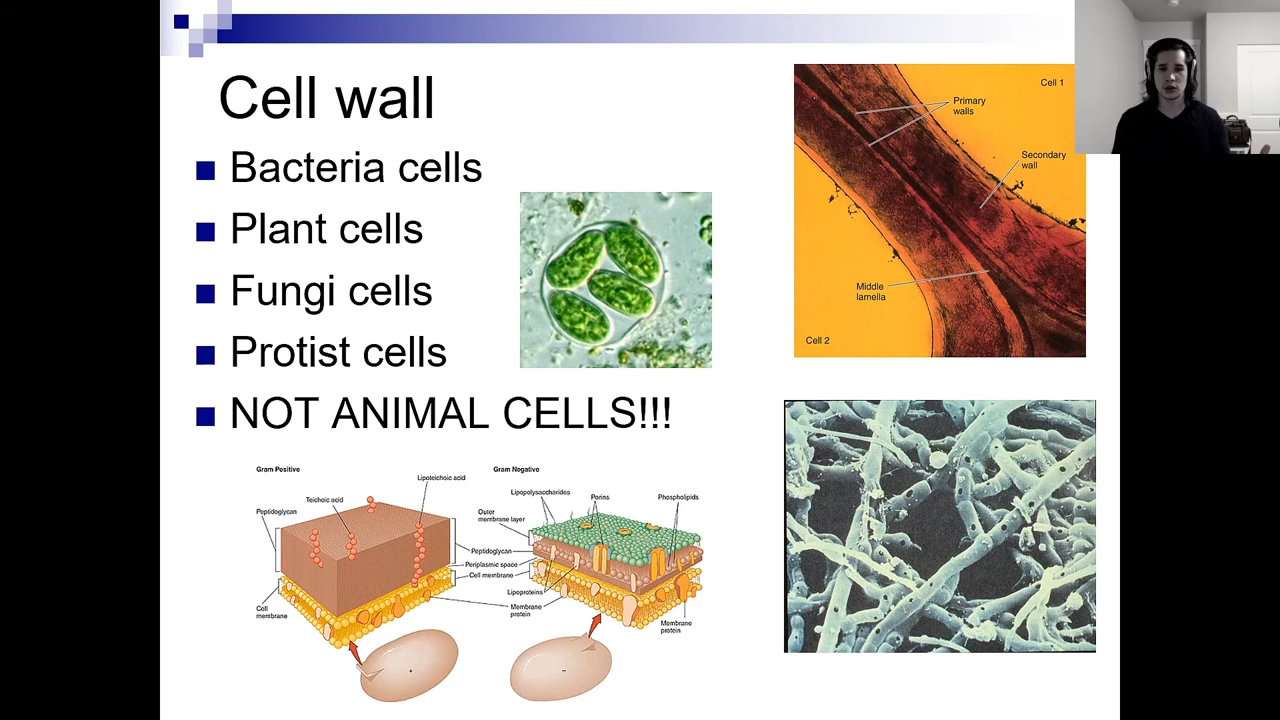 Cell wall
Bacteria cells
Plant cells
Fungi cells
Protist cells
NOT ANIMAL CELLS!!!
Cell 1
Primary
walls
Secondary
wall
Middle
lamella
Cell 2
Gram Positive
Lipoteichoic acid
Teichoic acid
Peptidoglycan
Cell
membrane
Gram Negative
Lipopolysaccharides
Porins
Phospholipids
Outer
membrane layer
Peptidoglycan
Periplasmic space
Cell membrane
Lipoproteins
Membrane
protein
Membrane
protein
+
−